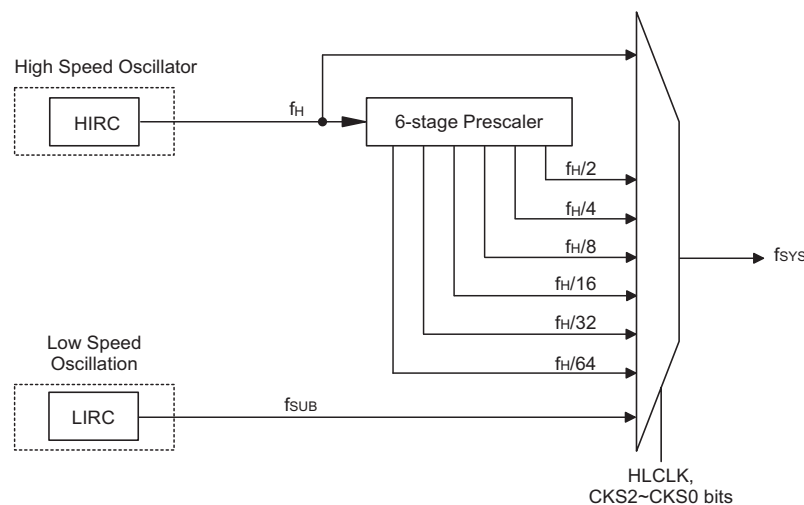 High Speed Oscillator
HIRC
fH
6-stage Prescaler
fH/2
fH/4
fH/8
fH/16
fH/32
fH/64
fSYS
Low Speed
Oscillation
LIRC
fSUB
HLCLK,
CKS2~CKS0 bits